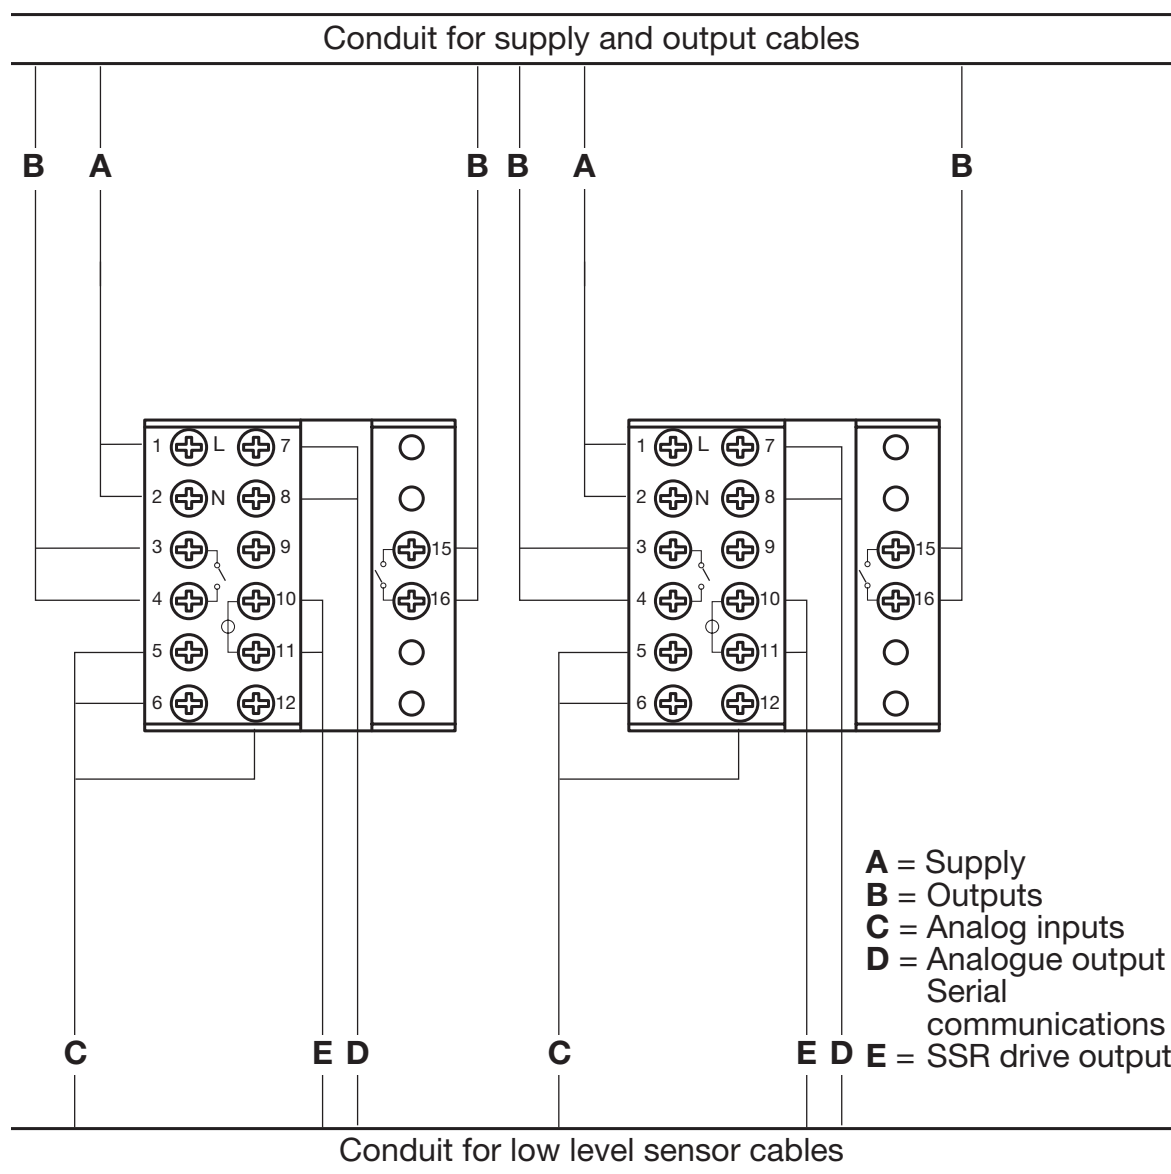 Conduit for supply and output cables
B A B B A B
1 L 7 1 L 7
2 N 8 2 N 8
3 9 15 3 9 15
4 10 16 4 10 16
5 11 5 11
6 12 6 12
A = Supply
B = Outputs
C = Analog inputs
D = Analogue output
Serial
communications
C E D C E D E = SSR drive output
Conduit for low level sensor cables